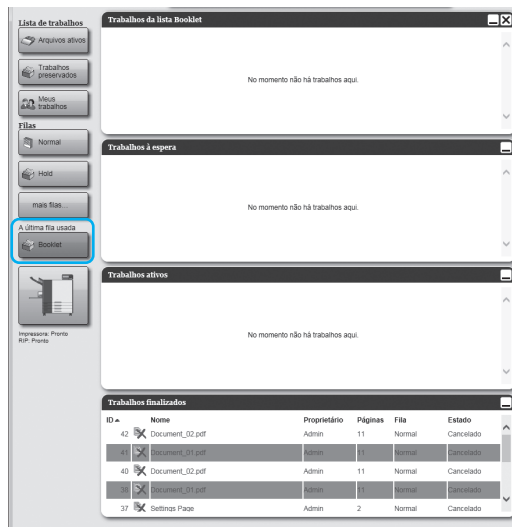 Lista de trabalhos
Arquivos ativos
Trabalhos
preservados
Meus
trabalhos
Filas
Normal
Hold
mais filas...
A última fila usada
Booklet
Impressora: Pronto
RIP: Pronto
Trabalhos da lista Booklet
No momento não há trabalhos aqui.
Trabalhos à espera
No momento não há trabalhos aqui.
Trabalhos ativos
No momento não há trabalhos aqui.
Trabalhos finalizados
ID Nome Proprietário Páginas Fila Estado
42 Document_02.pdf Admin 11 Normal Cancelado
41 Document_01.pdf Admin 11 Normal Cancelado
40 Document_02.pdf Admin 11 Normal Cancelado
38 Document_01.pdf Admin 11 Normal Cancelado
37 Settings Page Admin 2 Normal Cancelado